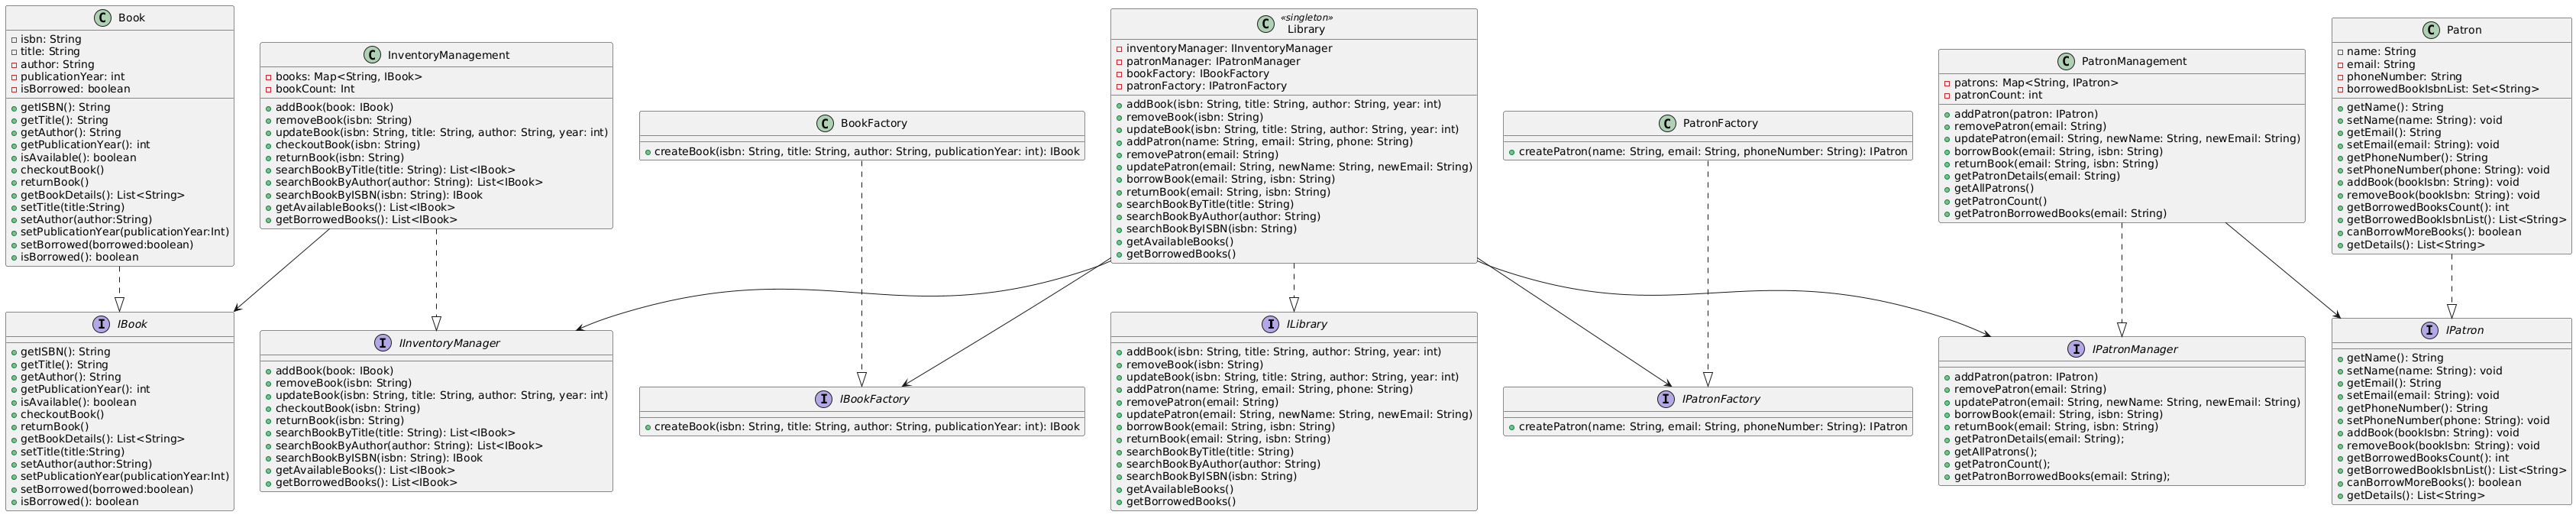 Book
isbn: String
title: String
author: String
publicationYear: int
isBorrowed: boolean
getISBN(): String
getTitle(): String
getAuthor(): String
getPublicationYear(): int
isAvailable(): boolean
checkoutBook()
returnBook()
getBookDetails(): List<String>
setTitle(title:String)
setAuthor(author:String)
setPublicationYear(publicationYear:Int)
setBorrowed(borrowed:boolean)
isBorrowed(): boolean
InventoryManagement
books: Map<String, IBook>
bookCount: Int
addBook(book: IBook)
removeBook(isbn: String)
updateBook(isbn: String, title: String, author: String, year: int)
checkoutBook(isbn: String)
returnBook(isbn: String)
searchBookByTitle(title: String): List<IBook>
searchBookByAuthor(author: String): List<IBook>
searchBookByISBN(isbn: String): IBook
getAvailableBooks(): List<IBook>
getBorrowedBooks(): List<IBook>
BookFactory
createBook(isbn: String, title: String, author: String, publicationYear: int): IBook
«singleton»
Library
inventoryManager: IInventoryManager
patronManager: IPatronManager
bookFactory: IBookFactory
patronFactory: IPatronFactory
addBook(isbn: String, title: String, author: String, year: int)
removeBook(isbn: String)
updateBook(isbn: String, title: String, author: String, year: int)
addPatron(name: String, email: String, phone: String)
removePatron(email: String)
updatePatron(email: String, newName: String, newEmail: String)
borrowBook(email: String, isbn: String)
returnBook(email: String, isbn: String)
searchBookByTitle(title: String)
searchBookByAuthor(author: String)
searchBookByISBN(isbn: String)
getAvailableBooks()
getBorrowedBooks()
PatronFactory
createPatron(name: String, email: String, phoneNumber: String): IPatron
PatronManagement
patrons: Map<String, IPatron>
patronCount: int
addPatron(patron: IPatron)
removePatron(email: String)
updatePatron(email: String, newName: String, newEmail: String)
borrowBook(email: String, isbn: String)
returnBook(email: String, isbn: String)
getPatronDetails(email: String)
getAllPatrons()
getPatronCount()
getPatronBorrowedBooks(email: String)
Patron
name: String
email: String
phoneNumber: String
borrowedBookIsbnList: Set<String>
getName(): String
setName(name: String): void
getEmail(): String
setEmail(email: String): void
getPhoneNumber(): String
setPhoneNumber(phone: String): void
addBook(bookIsbn: String): void
removeBook(bookIsbn: String): void
getBorrowedBooksCount(): int
getBorrowedBookIsbnList(): List<String>
canBorrowMoreBooks(): boolean
getDetails(): List<String>
IBook
getISBN(): String
getTitle(): String
getAuthor(): String
getPublicationYear(): int
isAvailable(): boolean
checkoutBook()
returnBook()
getBookDetails(): List<String>
setTitle(title:String)
setAuthor(author:String)
setPublicationYear(publicationYear:Int)
setBorrowed(borrowed:boolean)
isBorrowed(): boolean
IInventoryManager
addBook(book: IBook)
removeBook(isbn: String)
updateBook(isbn: String, title: String, author: String, year: int)
checkoutBook(isbn: String)
returnBook(isbn: String)
searchBookByTitle(title: String): List<IBook>
searchBookByAuthor(author: String): List<IBook>
searchBookByISBN(isbn: String): IBook
getAvailableBooks(): List<IBook>
getBorrowedBooks(): List<IBook>
IBookFactory
createBook(isbn: String, title: String, author: String, publicationYear: int): IBook
ILibrary
addBook(isbn: String, title: String, author: String, year: int)
removeBook(isbn: String)
updateBook(isbn: String, title: String, author: String, year: int)
addPatron(name: String, email: String, phone: String)
removePatron(email: String)
updatePatron(email: String, newName: String, newEmail: String)
borrowBook(email: String, isbn: String)
returnBook(email: String, isbn: String)
searchBookByTitle(title: String)
searchBookByAuthor(author: String)
searchBookByISBN(isbn: String)
getAvailableBooks()
getBorrowedBooks()
IPatronFactory
createPatron(name: String, email: String, phoneNumber: String): IPatron
IPatronManager
addPatron(patron: IPatron)
removePatron(email: String)
updatePatron(email: String, newName: String, newEmail: String)
borrowBook(email: String, isbn: String)
returnBook(email: String, isbn: String)
getPatronDetails(email: String);
getAllPatrons();
getPatronCount();
getPatronBorrowedBooks(email: String);
IPatron
getName(): String
setName(name: String): void
getEmail(): String
setEmail(email: String): void
getPhoneNumber(): String
setPhoneNumber(phone: String): void
addBook(bookIsbn: String): void
removeBook(bookIsbn: String): void
getBorrowedBooksCount(): int
getBorrowedBookIsbnList(): List<String>
canBorrowMoreBooks(): boolean
getDetails(): List<String>